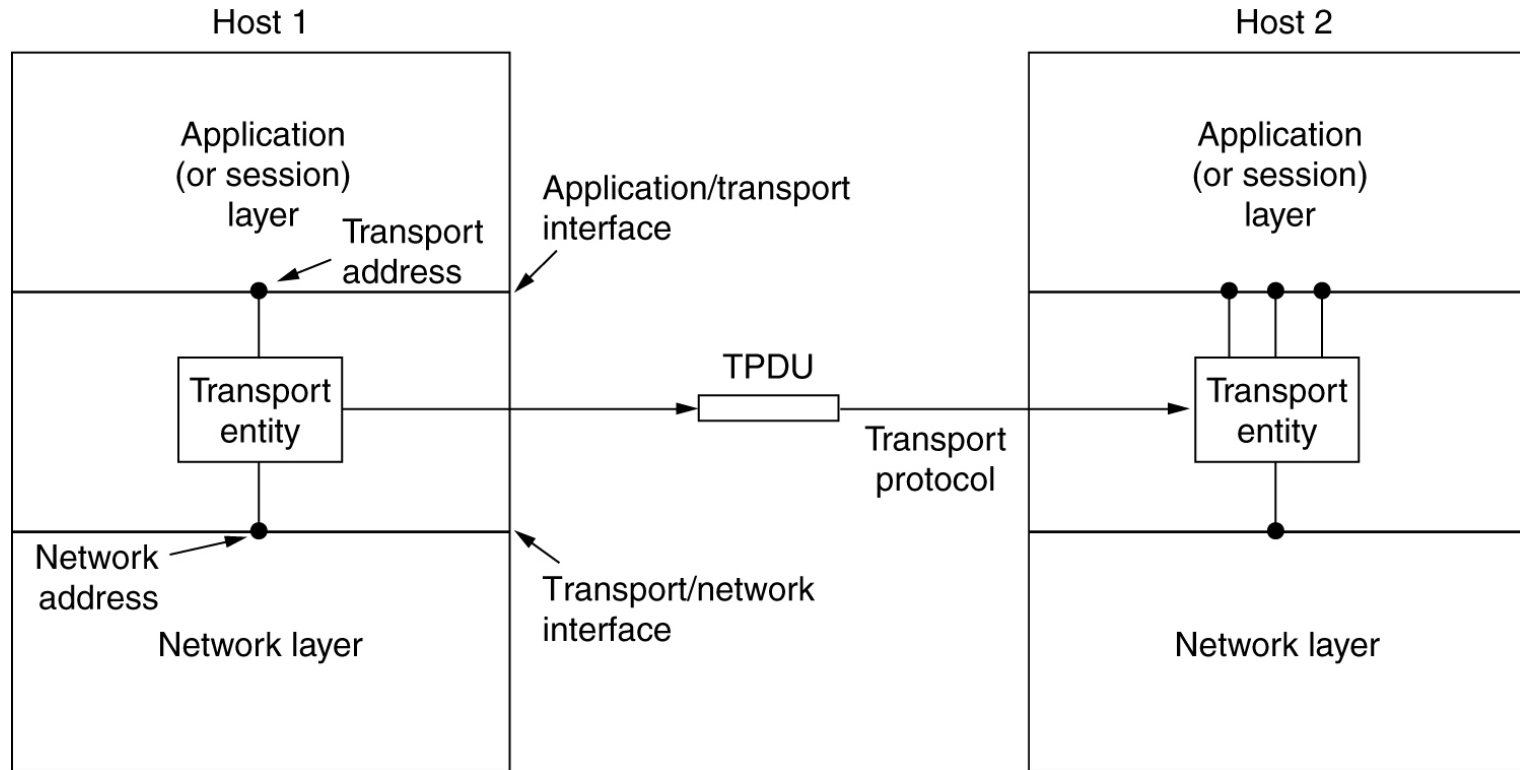 Host 1
Host 2
Application
(or session)
layer
Transport
address
Application/transport
interface
Application
(or session)
layer
Transport
entity
TPDU
Transport
protocol
Transport
entity
Network
address
Transport/network
interface
Network layer
Network layer